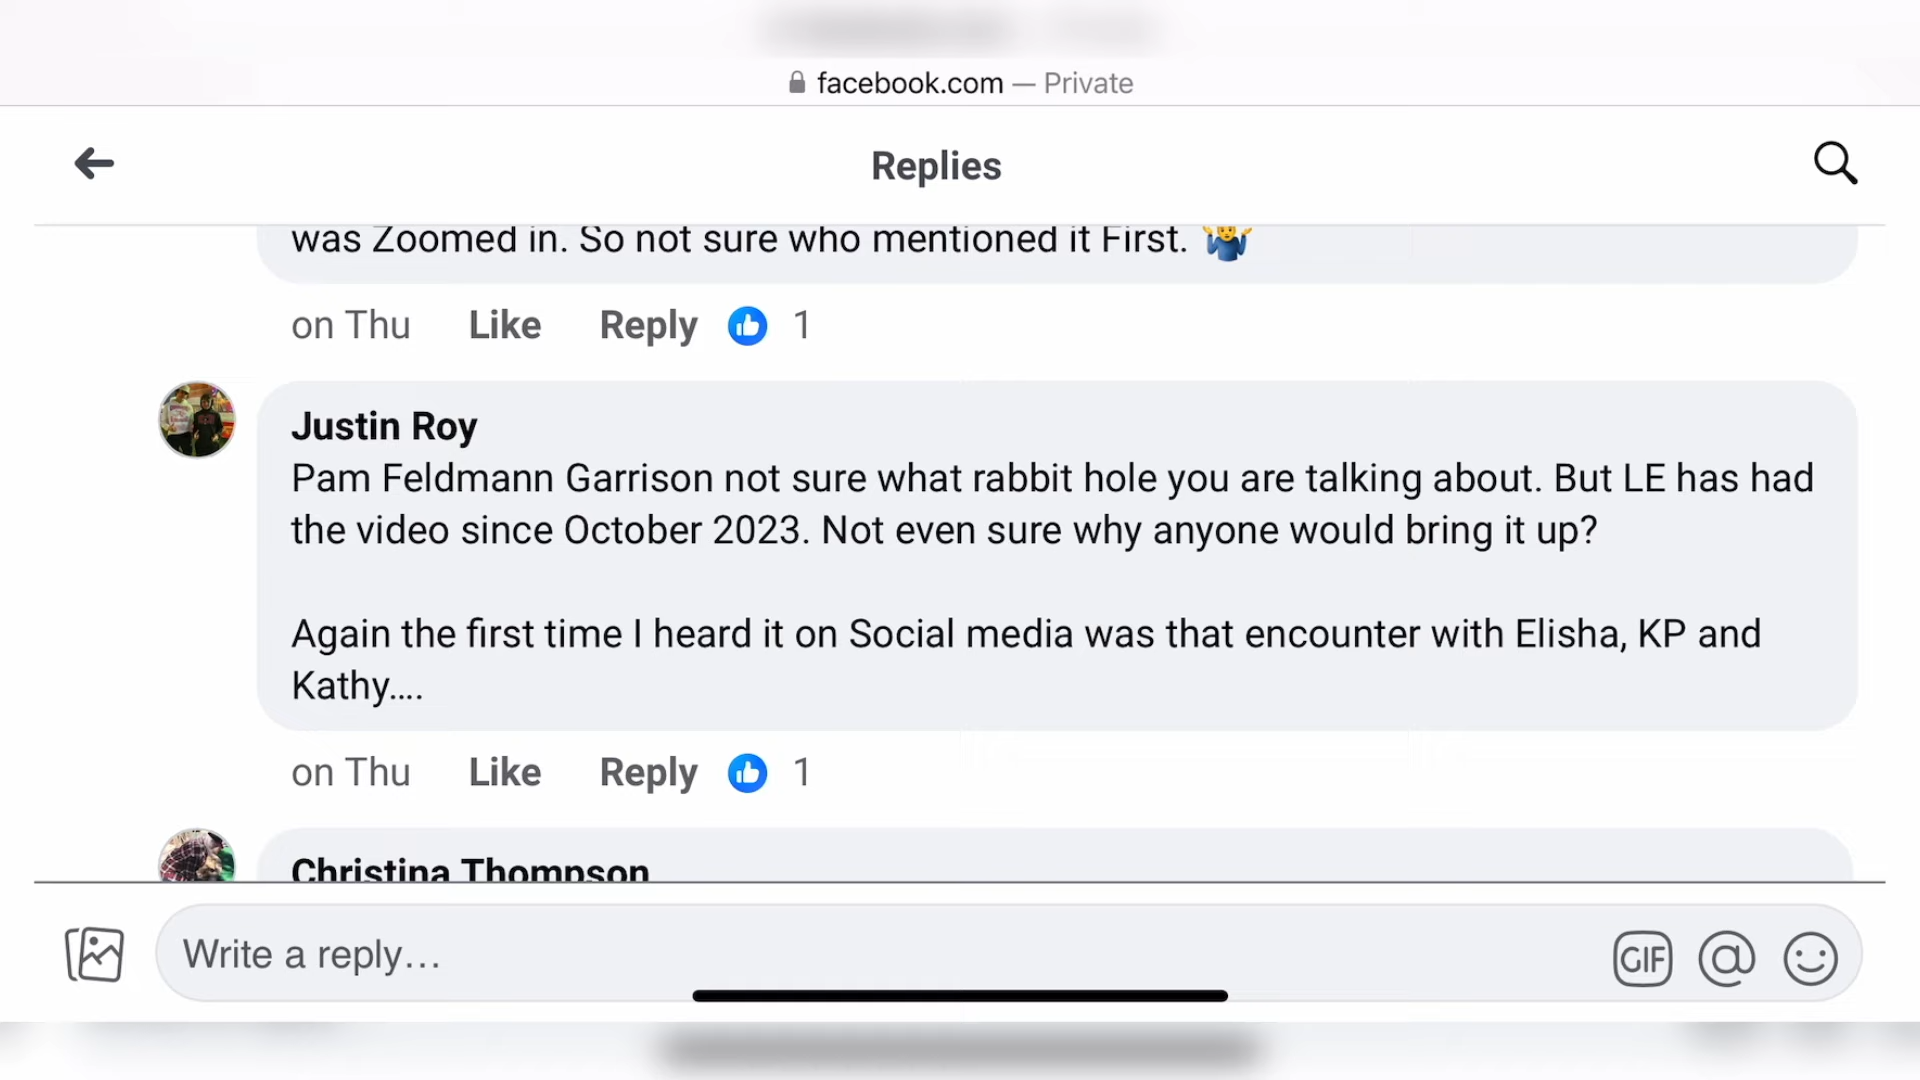 facebook.com — Private
Replies
was Zoomed in. So not sure who mentioned it First. 🤷‍♂️
on Thu Like Reply 1
Justin Roy
Pam Feldmann Garrison not sure what rabbit hole you are talking about. But LE has had
the video since October 2023. Not even sure why anyone would bring it up?
Again the first time I heard it on Social media was that encounter with Elisha, KP and
Kathy....
on Thu Like Reply 1
Christina Thompson
Write a reply...
GIF @